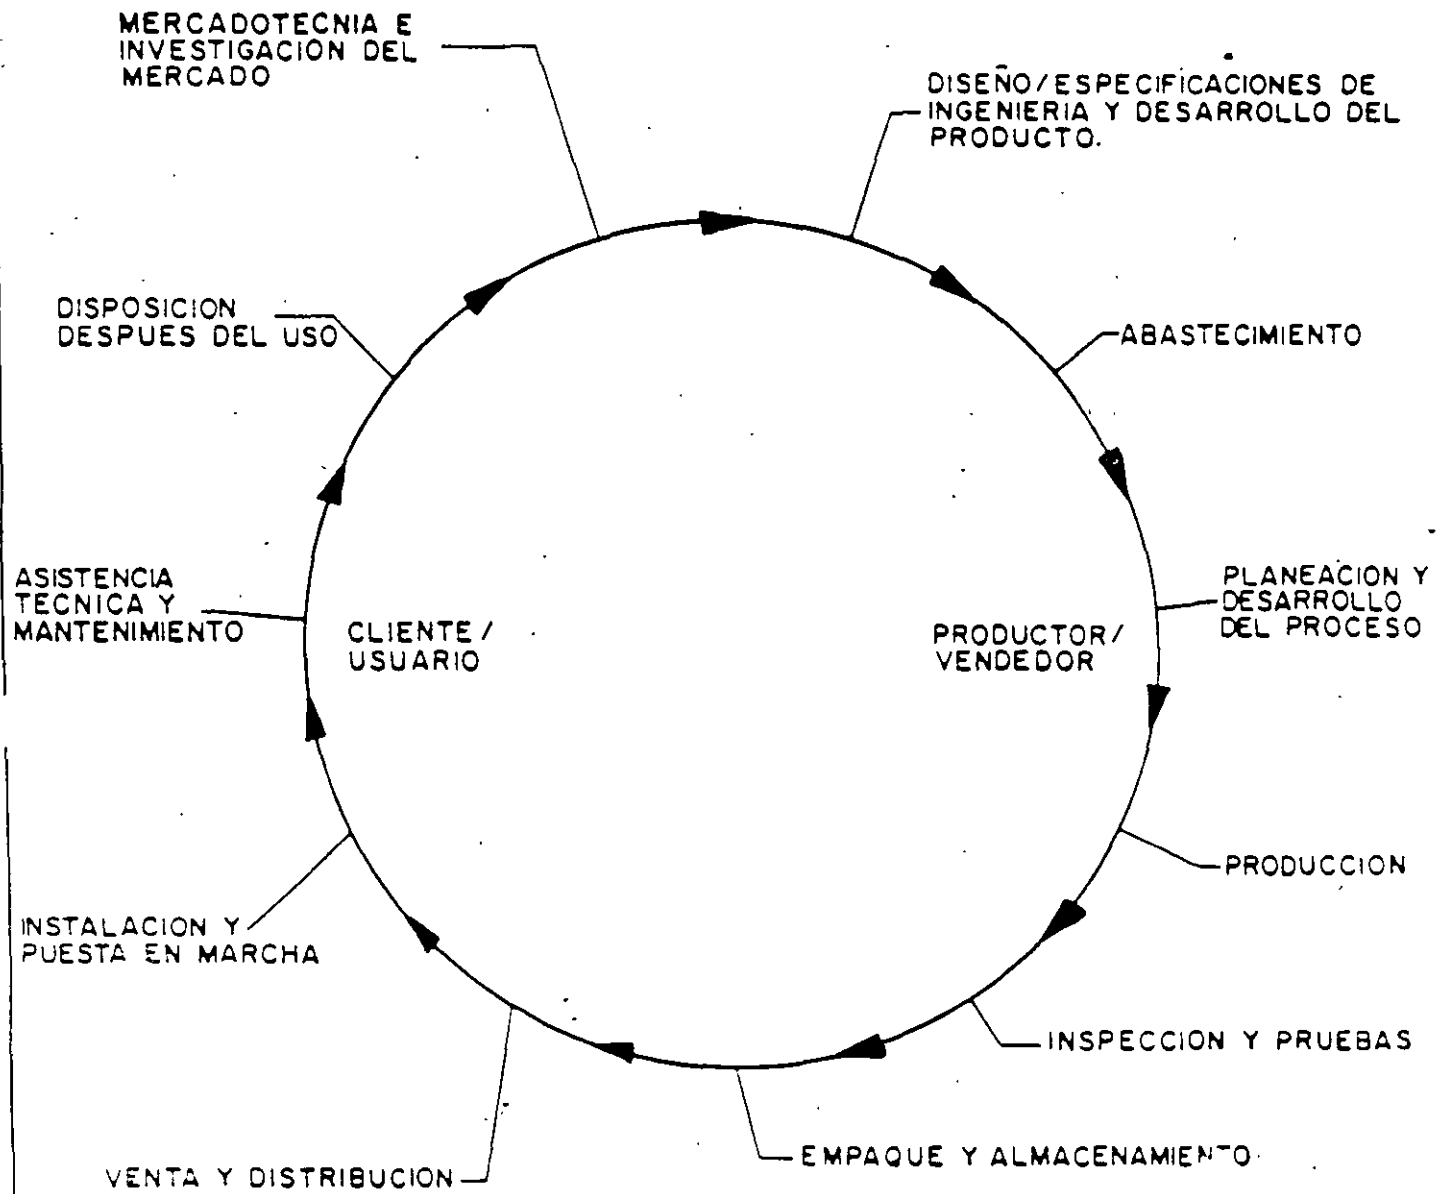 MERCADOTECNIA E
INVESTIGACION DEL
MERCADO
DISEÑO/ESPECIFICACIONES DE
INGENIERIA Y DESARROLLO DEL
PRODUCTO.
DISPOSICION
DESPUES DEL USO
ABASTECIMIENTO
ASISTENCIA
TECNICA Y
MANTENIMIENTO
CLIENTE/
USUARIO
PRODUCTOR/
VENDEDOR
PLANEACION Y
DESARROLLO
DEL PROCESO
PRODUCCION
INSTALACION Y
PUESTA EN MARCHA
INSPECCION Y PRUEBAS
EMPAQUE Y ALMACENAMIENTO
VENTA Y DISTRIBUCION